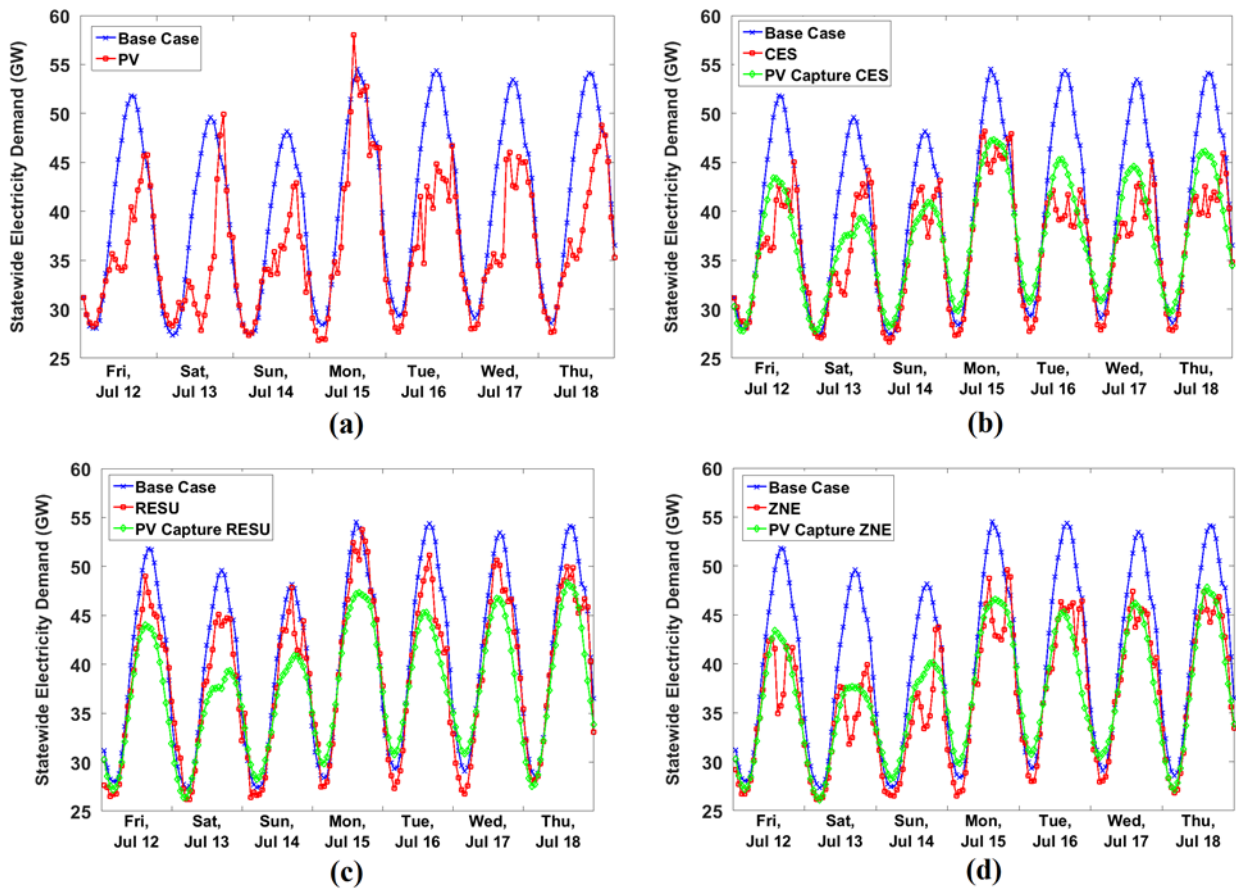 60
55
50
45
40
35
30
25
Statewide Electricity Demand (GW)
Base Case
PV
Fri,
Jul 12
Sat,
Jul 13
Sun,
Jul 14
Mon,
Jul 15
Tue,
Jul 16
Wed,
Jul 17
Thu,
Jul 18
(a)
60
55
50
45
40
35
30
25
Statewide Electricity Demand (GW)
Base Case
CES
PV Capture CES
Fri,
Jul 12
Sat,
Jul 13
Sun,
Jul 14
Mon,
Jul 15
Tue,
Jul 16
Wed,
Jul 17
Thu,
Jul 18
(b)
60
55
50
45
40
35
30
25
Statewide Electricity Demand (GW)
Base Case
RESU
PV Capture RESU
Fri,
Jul 12
Sat,
Jul 13
Sun,
Jul 14
Mon,
Jul 15
Tue,
Jul 16
Wed,
Jul 17
Thu,
Jul 18
(c)
60
55
50
45
40
35
30
25
Statewide Electricity Demand (GW)
Base Case
ZNE
PV Capture ZNE
Fri,
Jul 12
Sat,
Jul 13
Sun,
Jul 14
Mon,
Jul 15
Tue,
Jul 16
Wed,
Jul 17
Thu,
Jul 18
(d)